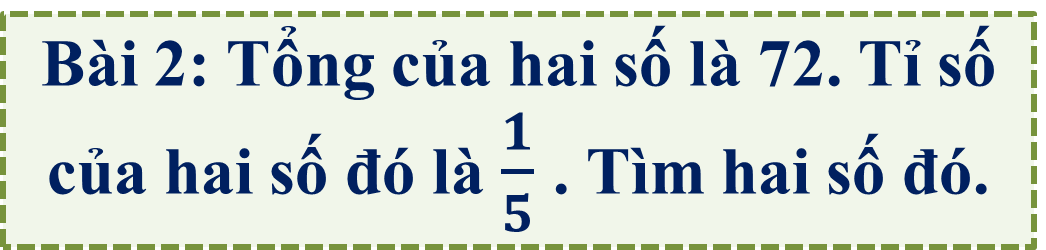 Bài 2: Tổng của hai số là 72. Tỉ số
của hai số đó là 1/5 . Tìm hai số đó.